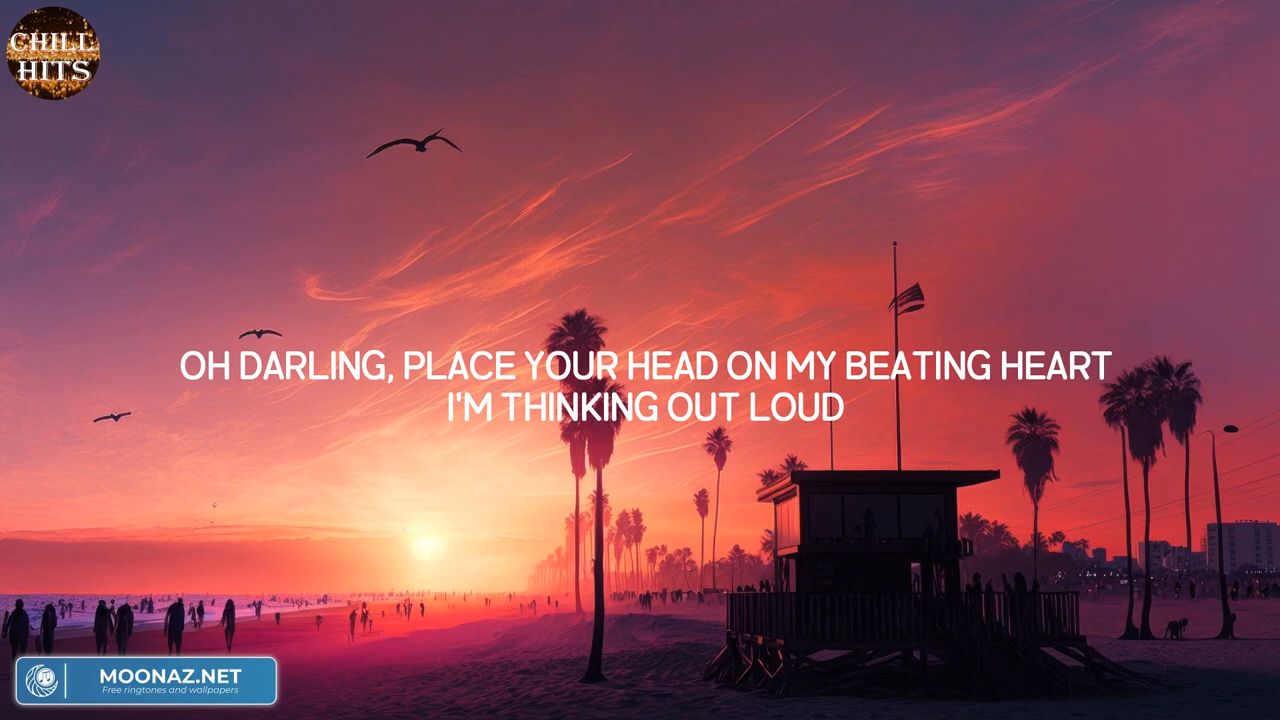 CHILL
HITS
OH DARLING, PLACE YOUR HEAD ON MY BEATING HEART
I'M THINKING OUT LOUD
MOONAZ.NET
Free ringtones and wallpapers